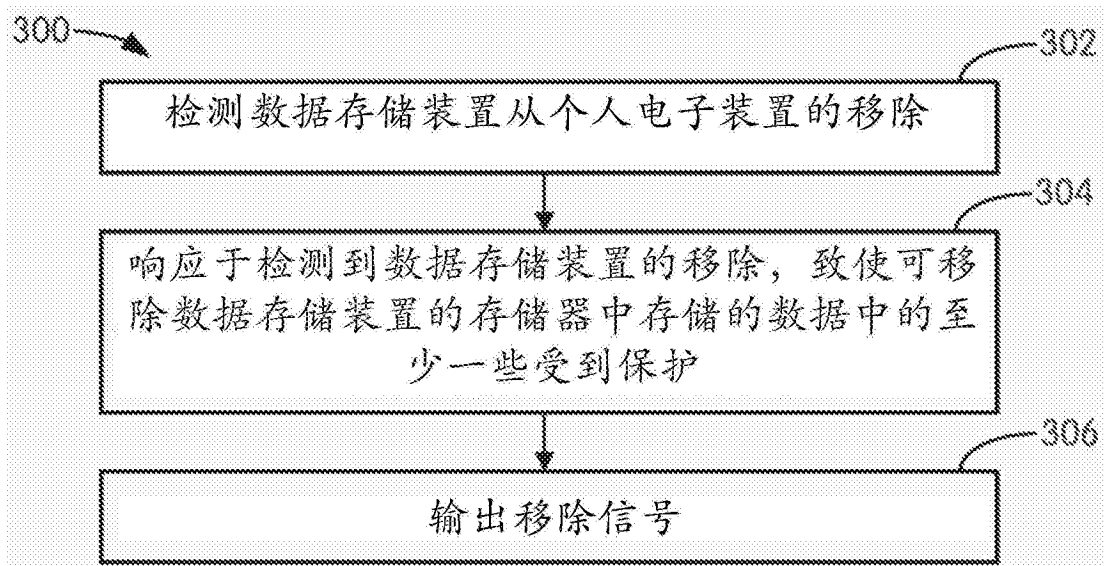 300
302
检测数据存储装置从个人电子装置的移除
304
响应于检测到数据存储装置的移除，致使可移
除数据存储装置的存储器中存储的数据中的至
少一些受到保护
306
输出移除信号